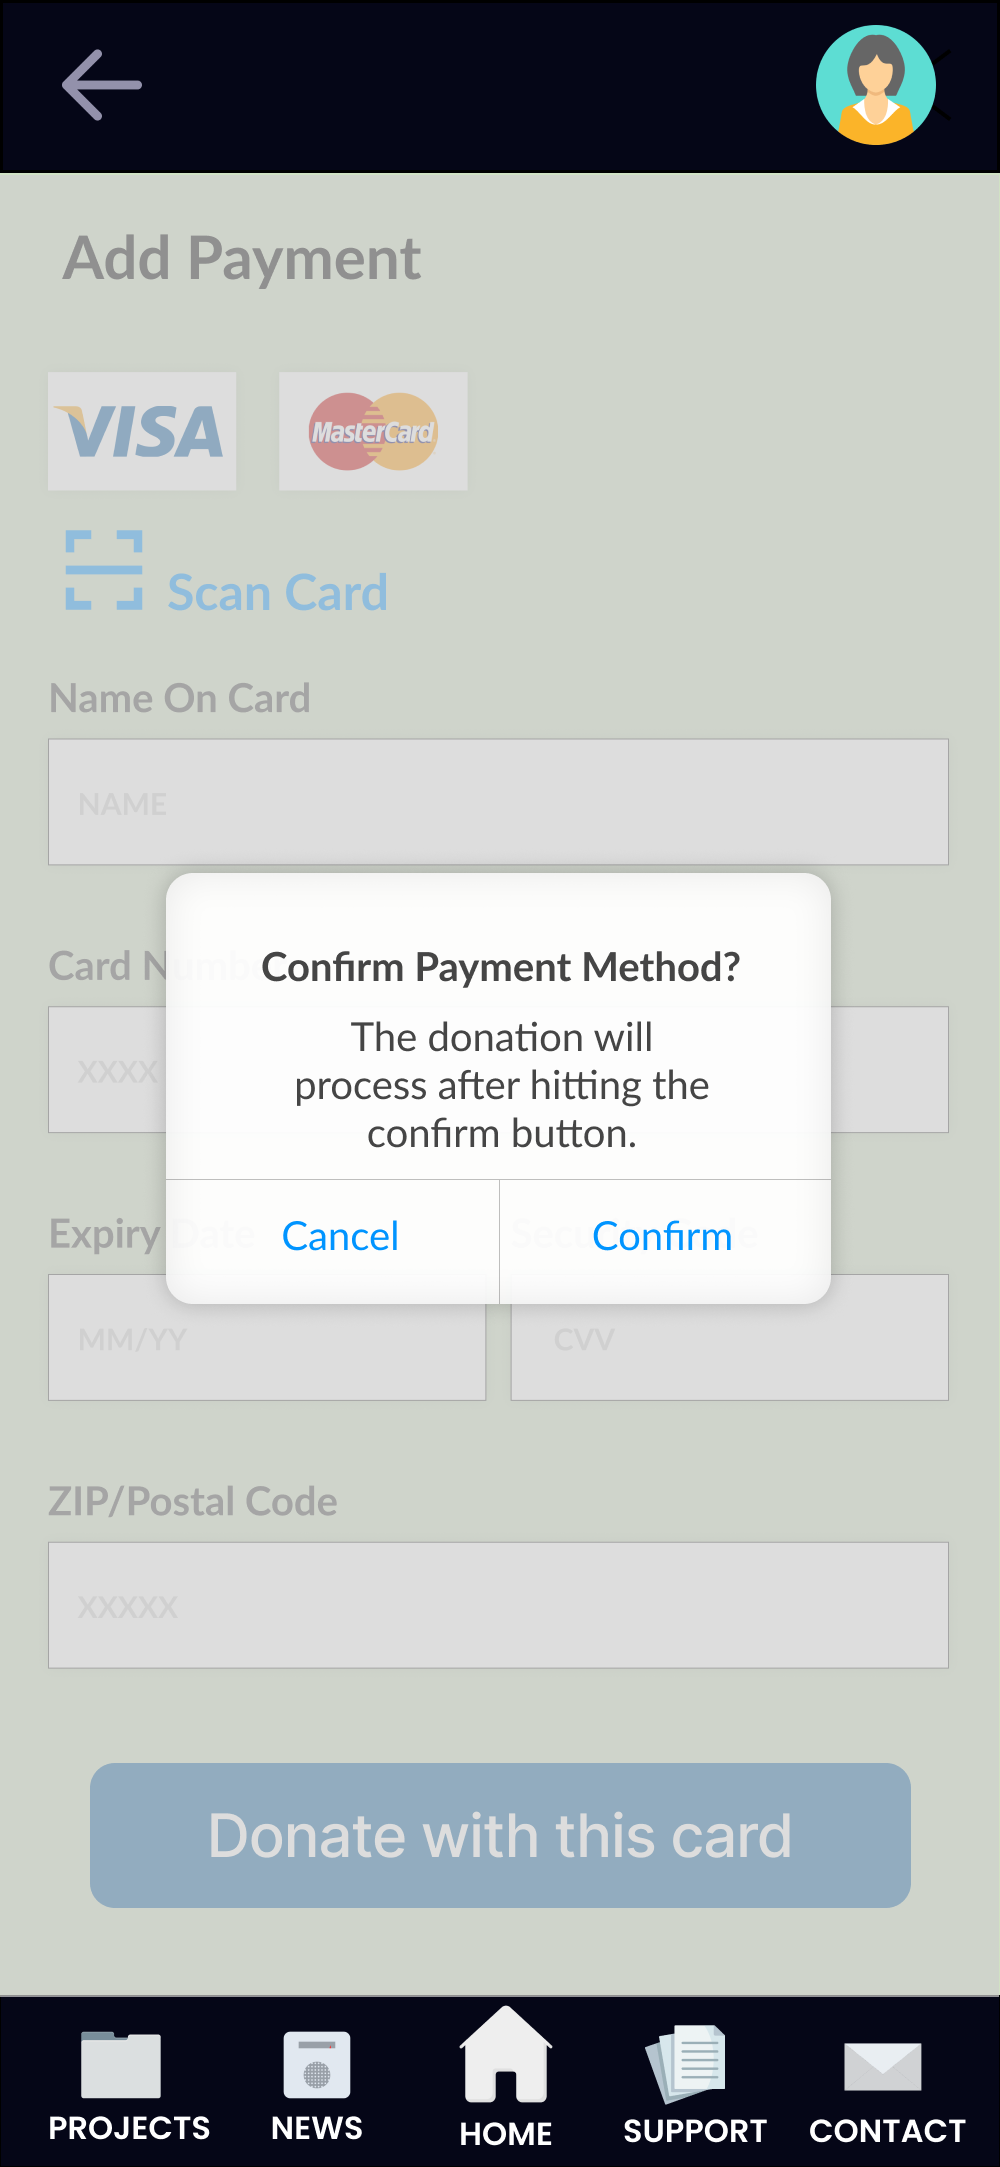 Add Payment
VISA
MasterCard
Scan Card
Name On Card
NAME
Card Number
Confirm Payment Method?
The donation will
process after hitting the
confirm button.
XXXX
Expiry Date
Cancel
Confirm
MM/YY
CVV
ZIP/Postal Code
XXXXX
Donate with this card
PROJECTS
NEWS
HOME
SUPPORT
CONTACT